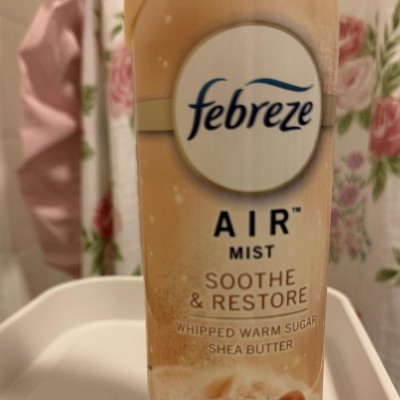 febreze
AIR™
MIST
SOOTHE
& RESTORE
WHIPPED WARM SUGAR
SHEA BUTTER